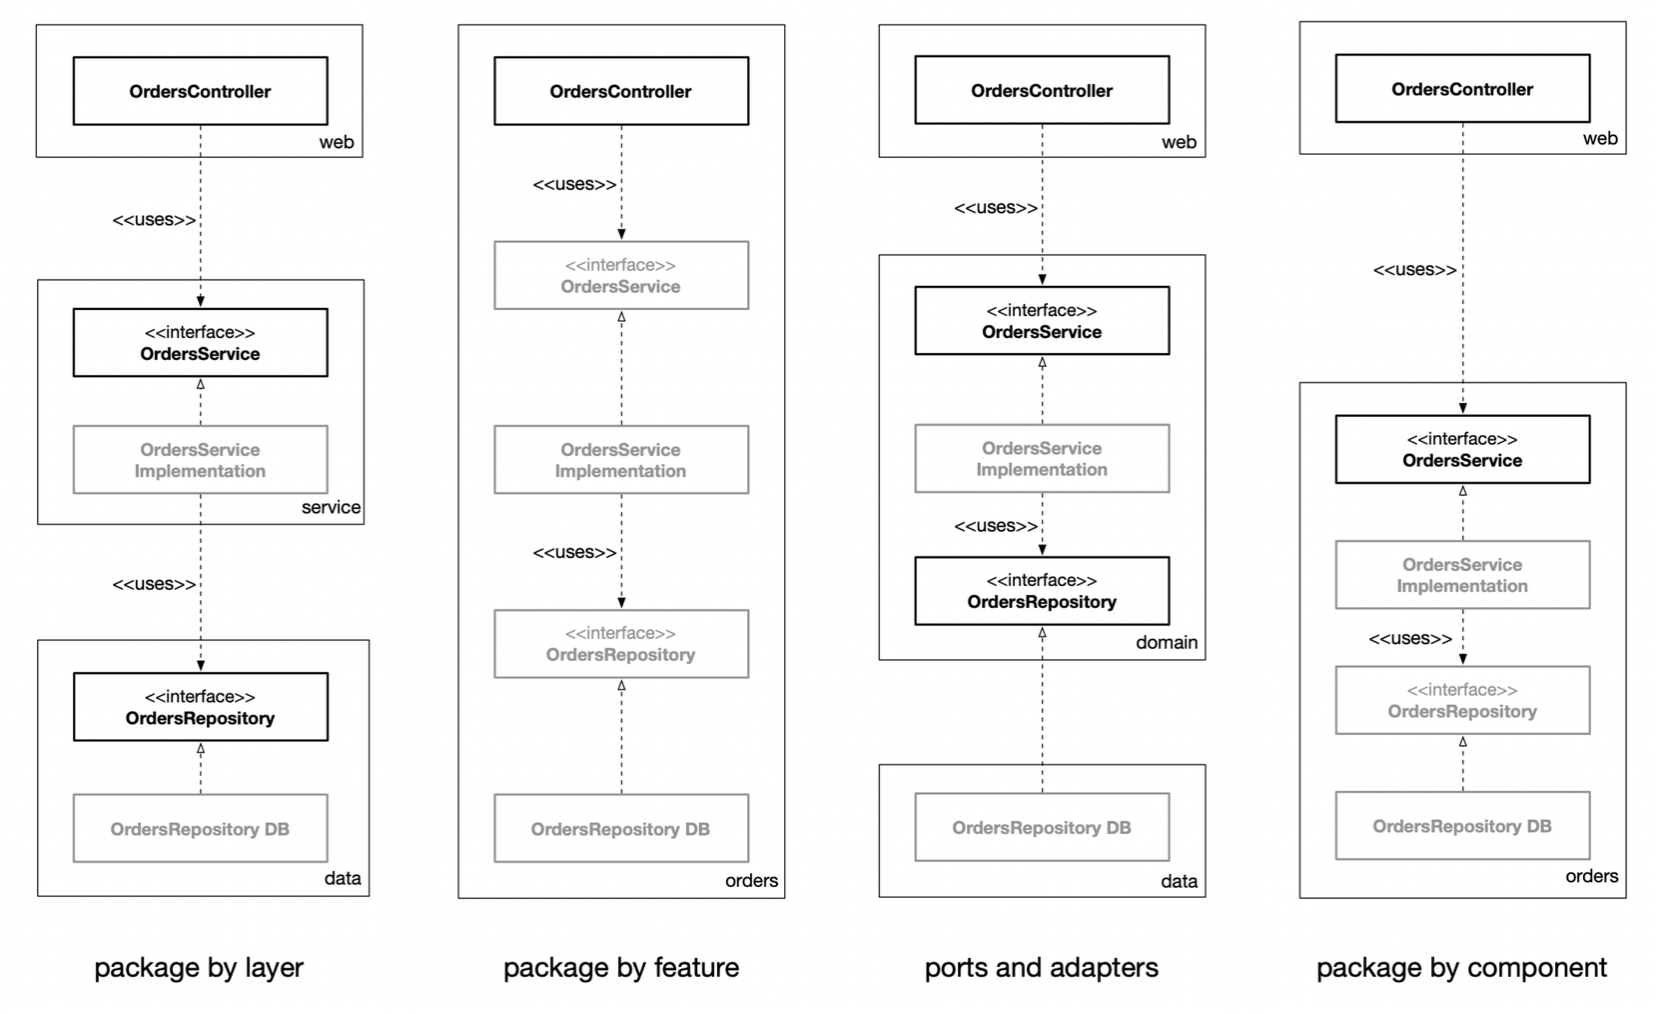 OrdersController
web
<<uses>>
<<interface>>
OrdersService
OrdersService
Implementation
service
<<uses>>
<<interface>>
OrdersRepository
OrdersRepository DB
data
package by layer
OrdersController
<<uses>>
<<interface>>
OrdersService
OrdersService
Implementation
<<uses>>
<<interface>>
OrdersRepository
OrdersRepository DB
orders
package by feature
OrdersController
web
<<uses>>
<<interface>>
OrdersService
OrdersService
Implementation
<<uses>>
<<interface>>
OrdersRepository
domain
OrdersRepository DB
data
ports and adapters
OrdersController
web
<<uses>>
<<interface>>
OrdersService
OrdersService
Implementation
<<uses>>
<<interface>>
OrdersRepository
OrdersRepository DB
orders
package by component